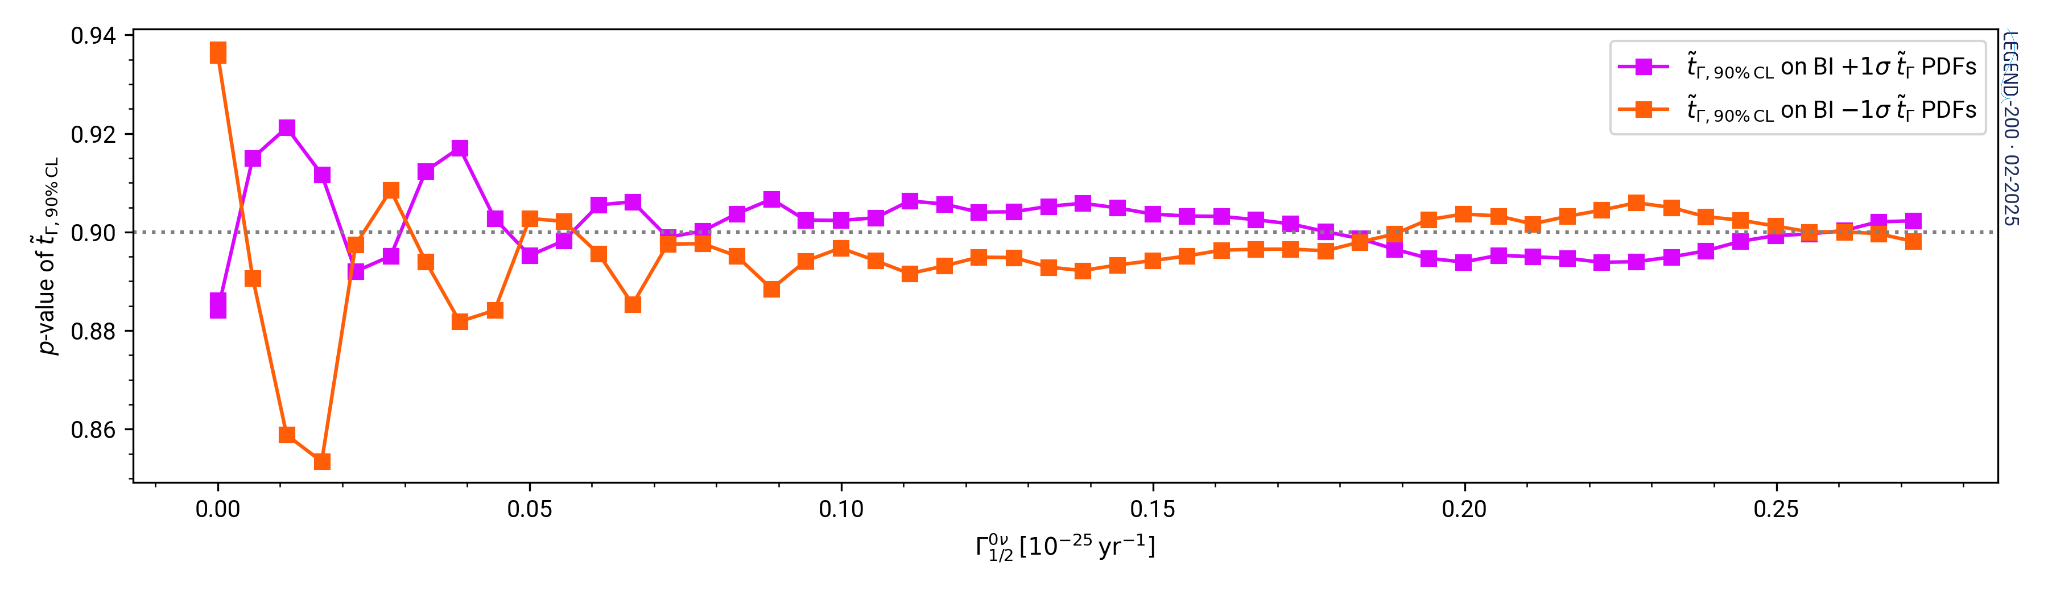 0.94
0.92
0.90
0.88
0.86
p-value of t̃Γ, 90% CL
0.00 0.05 0.10 0.15 0.20 0.25
Γ⁰ᵛ₁/₂ [10⁻²⁵ yr⁻¹]
t̃Γ, 90% CL on BI +1σ t̃Γ PDFs
t̃Γ, 90% CL on BI −1σ t̃Γ PDFs
LEGEND-200 · 02-2025